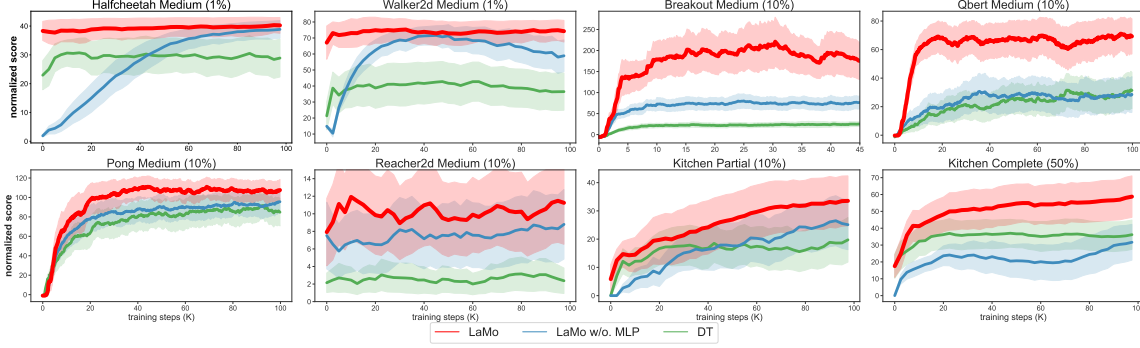 Halfcheetah Medium (1%)
Walker2d Medium (1%)
Breakout Medium (10%)
Qbert Medium (10%)
normalized score
40
30
20
10
0
0 20 40 60 80 100
80
70
60
50
40
30
20
10
0 20 40 60 80 100
250
200
150
100
50
0
0 5 10 15 20 25 30 35 40 45
80
60
40
20
0
0 20 40 60 80 100
Pong Medium (10%)
Reacher2d Medium (10%)
Kitchen Partial (10%)
Kitchen Complete (50%)
normalized score
120
100
80
60
40
20
0
0 20 40 60 80 100
training steps (K)
14
12
10
8
6
4
2
0
0 20 40 60 80 100
training steps (K)
40
30
20
10
0
0 20 40 60 80 100
training steps (K)
70
60
50
40
30
20
10
0
0 20 40 60 80 100
training steps (K)
LaMo LaMo w/o. MLP DT